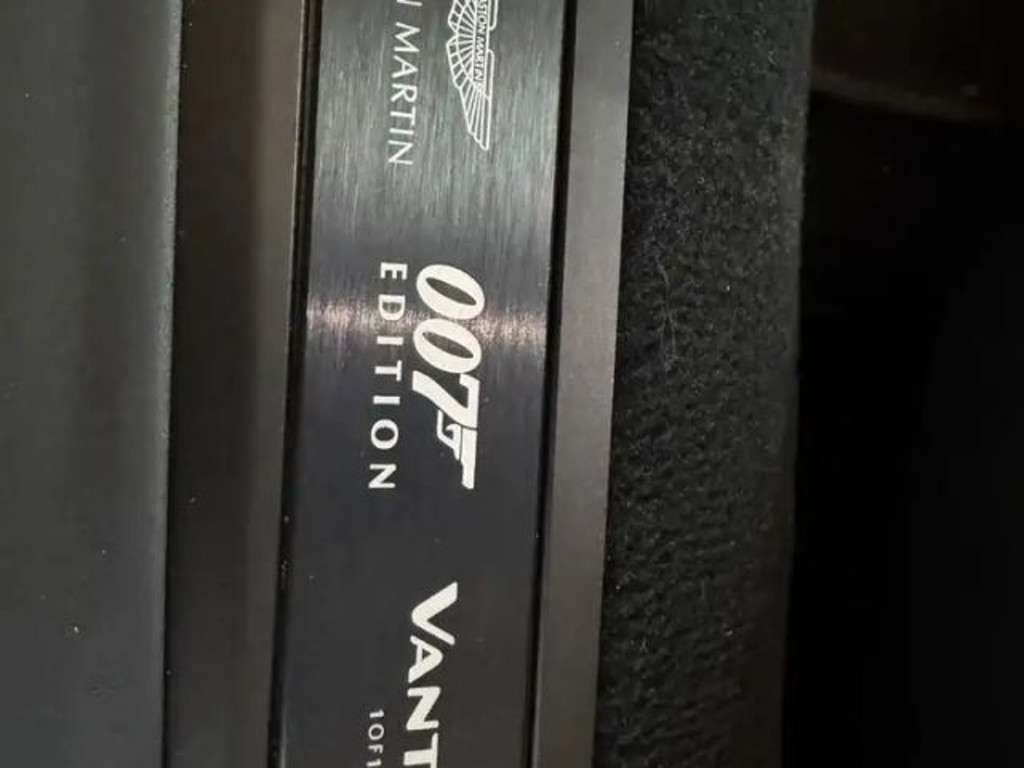 ASTON MARTIN
N MARTIN
007
EDITION
VANT
1OF1